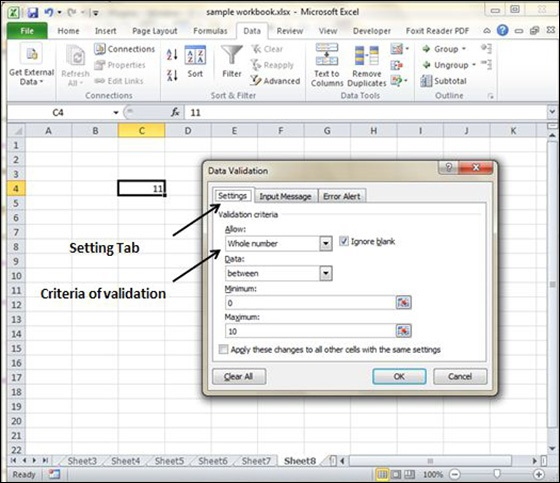 sample workbook.xlsx - Microsoft Excel
File Home Insert Page Layout Formulas Data Review View Developer Foxit Reader PDF
Get External Data Refresh All Connections Properties Edit Links Sort Filter Clear Reapply Advanced Text to Columns Remove Duplicates Group Ungroup Subtotal
Connections Sort & Filter Data Tools Outline
C4 fx 11
A B C D E F G H I J K
1
2
3
4 11
5
6
7
8
9
10
11
12
13
14
15
16
17
18
19
20
21
22
Data Validation
Settings Input Message Error Alert
Validation criteria
Allow:
Whole number Ignore blank
Data:
between
Minimum:
0
Maximum:
10
Apply these changes to all other cells with the same settings
Clear All OK Cancel
Setting Tab
Criteria of validation
Sheet3 Sheet4 Sheet5 Sheet6 Sheet7 Sheet8
Ready 100%